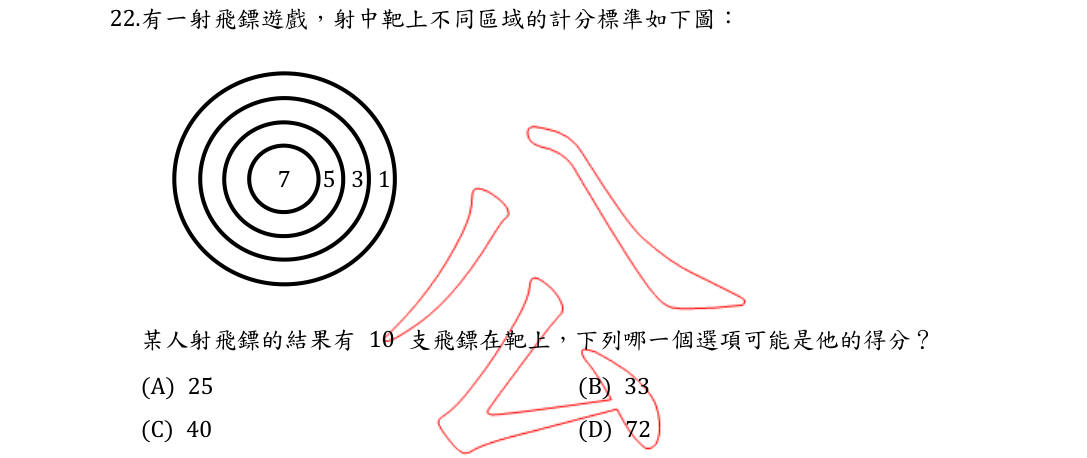 22.有一射飛鏢遊戲，射中靶上不同區域的計分標準如下圖：
7 5 3 1
某人射飛鏢的結果有 10 支飛鏢在靶上，下列哪一個選項可能是他的得分？
(A) 25 (B) 33
(C) 40 (D) 72
公